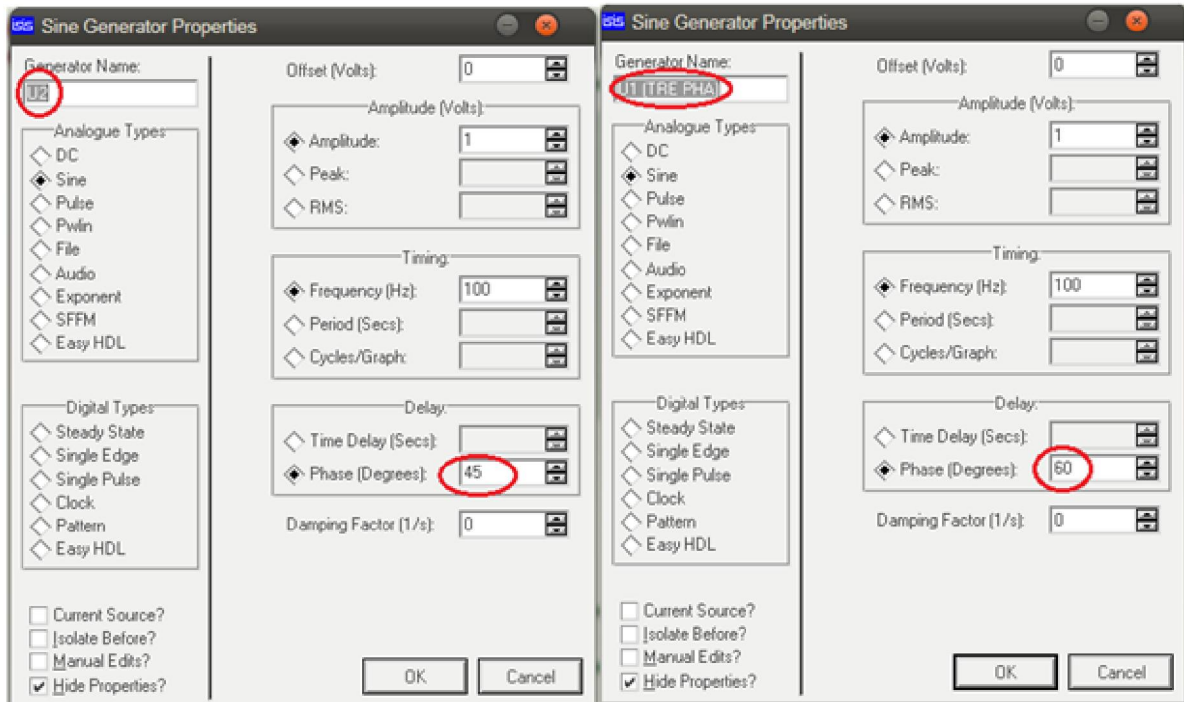 isis Sine Generator Properties
Generator Name:
U2
Analogue Types
DC
Sine
Pulse
Pwlin
File
Audio
Exponent
SFFM
Easy HDL
Digital Types
Steady State
Single Edge
Single Pulse
Clock
Pattern
Easy HDL
Current Source?
Isolate Before?
Manual Edits?
Hide Properties?
Offset (Volts): 0
Amplitude (Volts):
Amplitude: 1
Peak:
RMS:
Timing:
Frequency (Hz): 100
Period (Secs):
Cycles/Graph:
Delay:
Time Delay (Secs):
Phase (Degrees): 45
Damping Factor (1/s): 0
OK Cancel
isis Sine Generator Properties
Generator Name:
U1 (TRE PHA)
Analogue Types
DC
Sine
Pulse
Pwlin
File
Audio
Exponent
SFFM
Easy HDL
Digital Types
Steady State
Single Edge
Single Pulse
Clock
Pattern
Easy HDL
Current Source?
Isolate Before?
Manual Edits?
Hide Properties?
Offset (Volts): 0
Amplitude (Volts):
Amplitude: 1
Peak:
RMS:
Timing:
Frequency (Hz): 100
Period (Secs):
Cycles/Graph:
Delay:
Time Delay (Secs):
Phase (Degrees): 60
Damping Factor (1/s): 0
OK Cancel